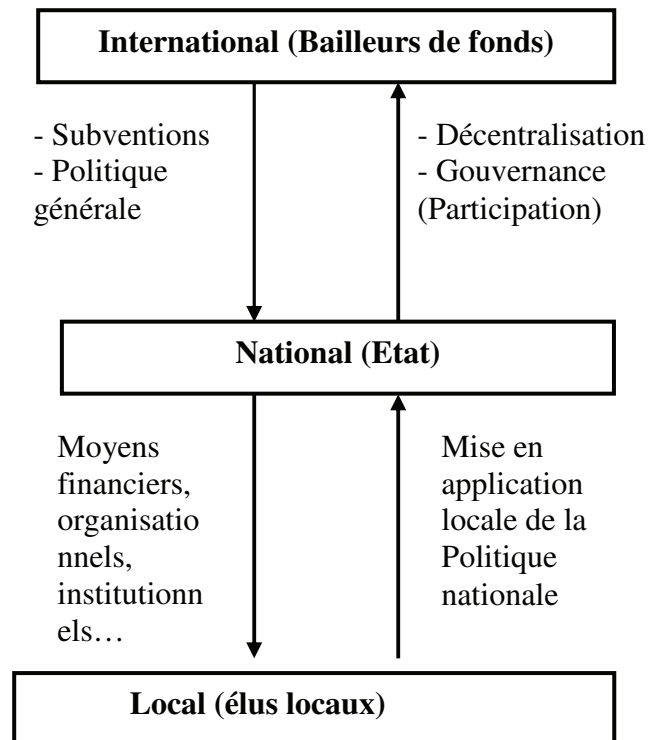 International (Bailleurs de fonds)
- Subventions
- Politique
générale
- Décentralisation
- Gouvernance
(Participation)
National (Etat)
Moyens
financiers,
organisatio
nnels,
institutionn
els…
Mise en
application
locale de la
Politique
nationale
Local (élus locaux)